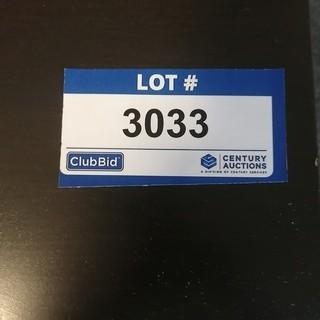 LOT #
3033
ClubBid
CENTURY
AUCTIONS
A DIVISION OF CENTURY SERVICES